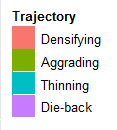 Trajectory
Densifying
Aggrading
Thinning
Die-back